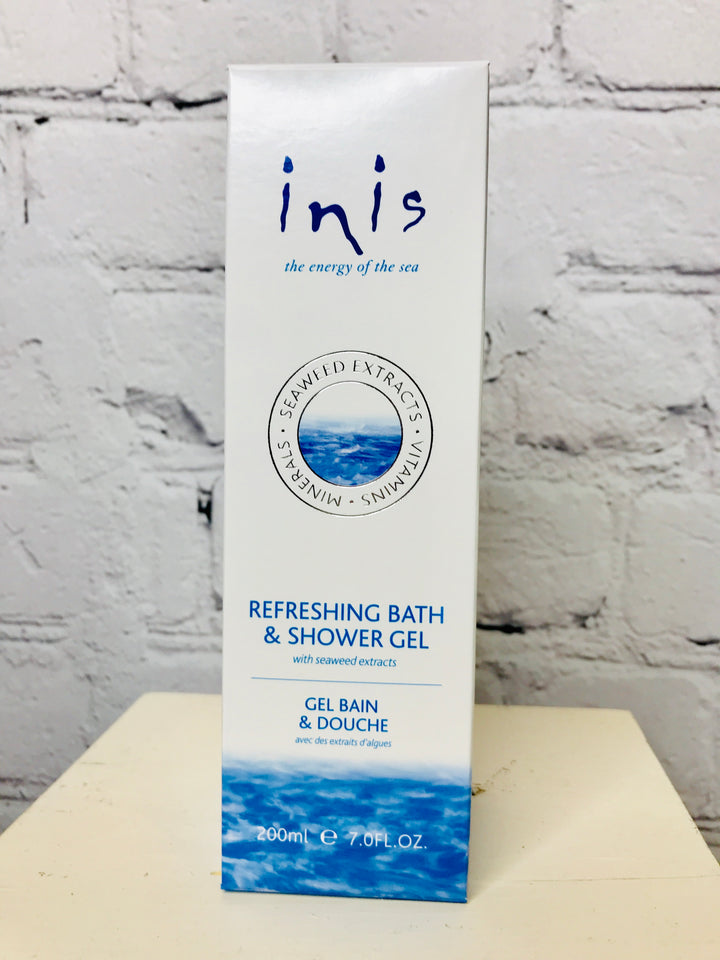 inis
the energy of the sea
SEAWEED EXTRACTS • VITAMINS • MINERALS •
REFRESHING BATH
& SHOWER GEL
with seaweed extracts
GEL BAIN
& DOUCHE
avec des extraits d'algues
200ml ℮ 7.0FL.OZ.